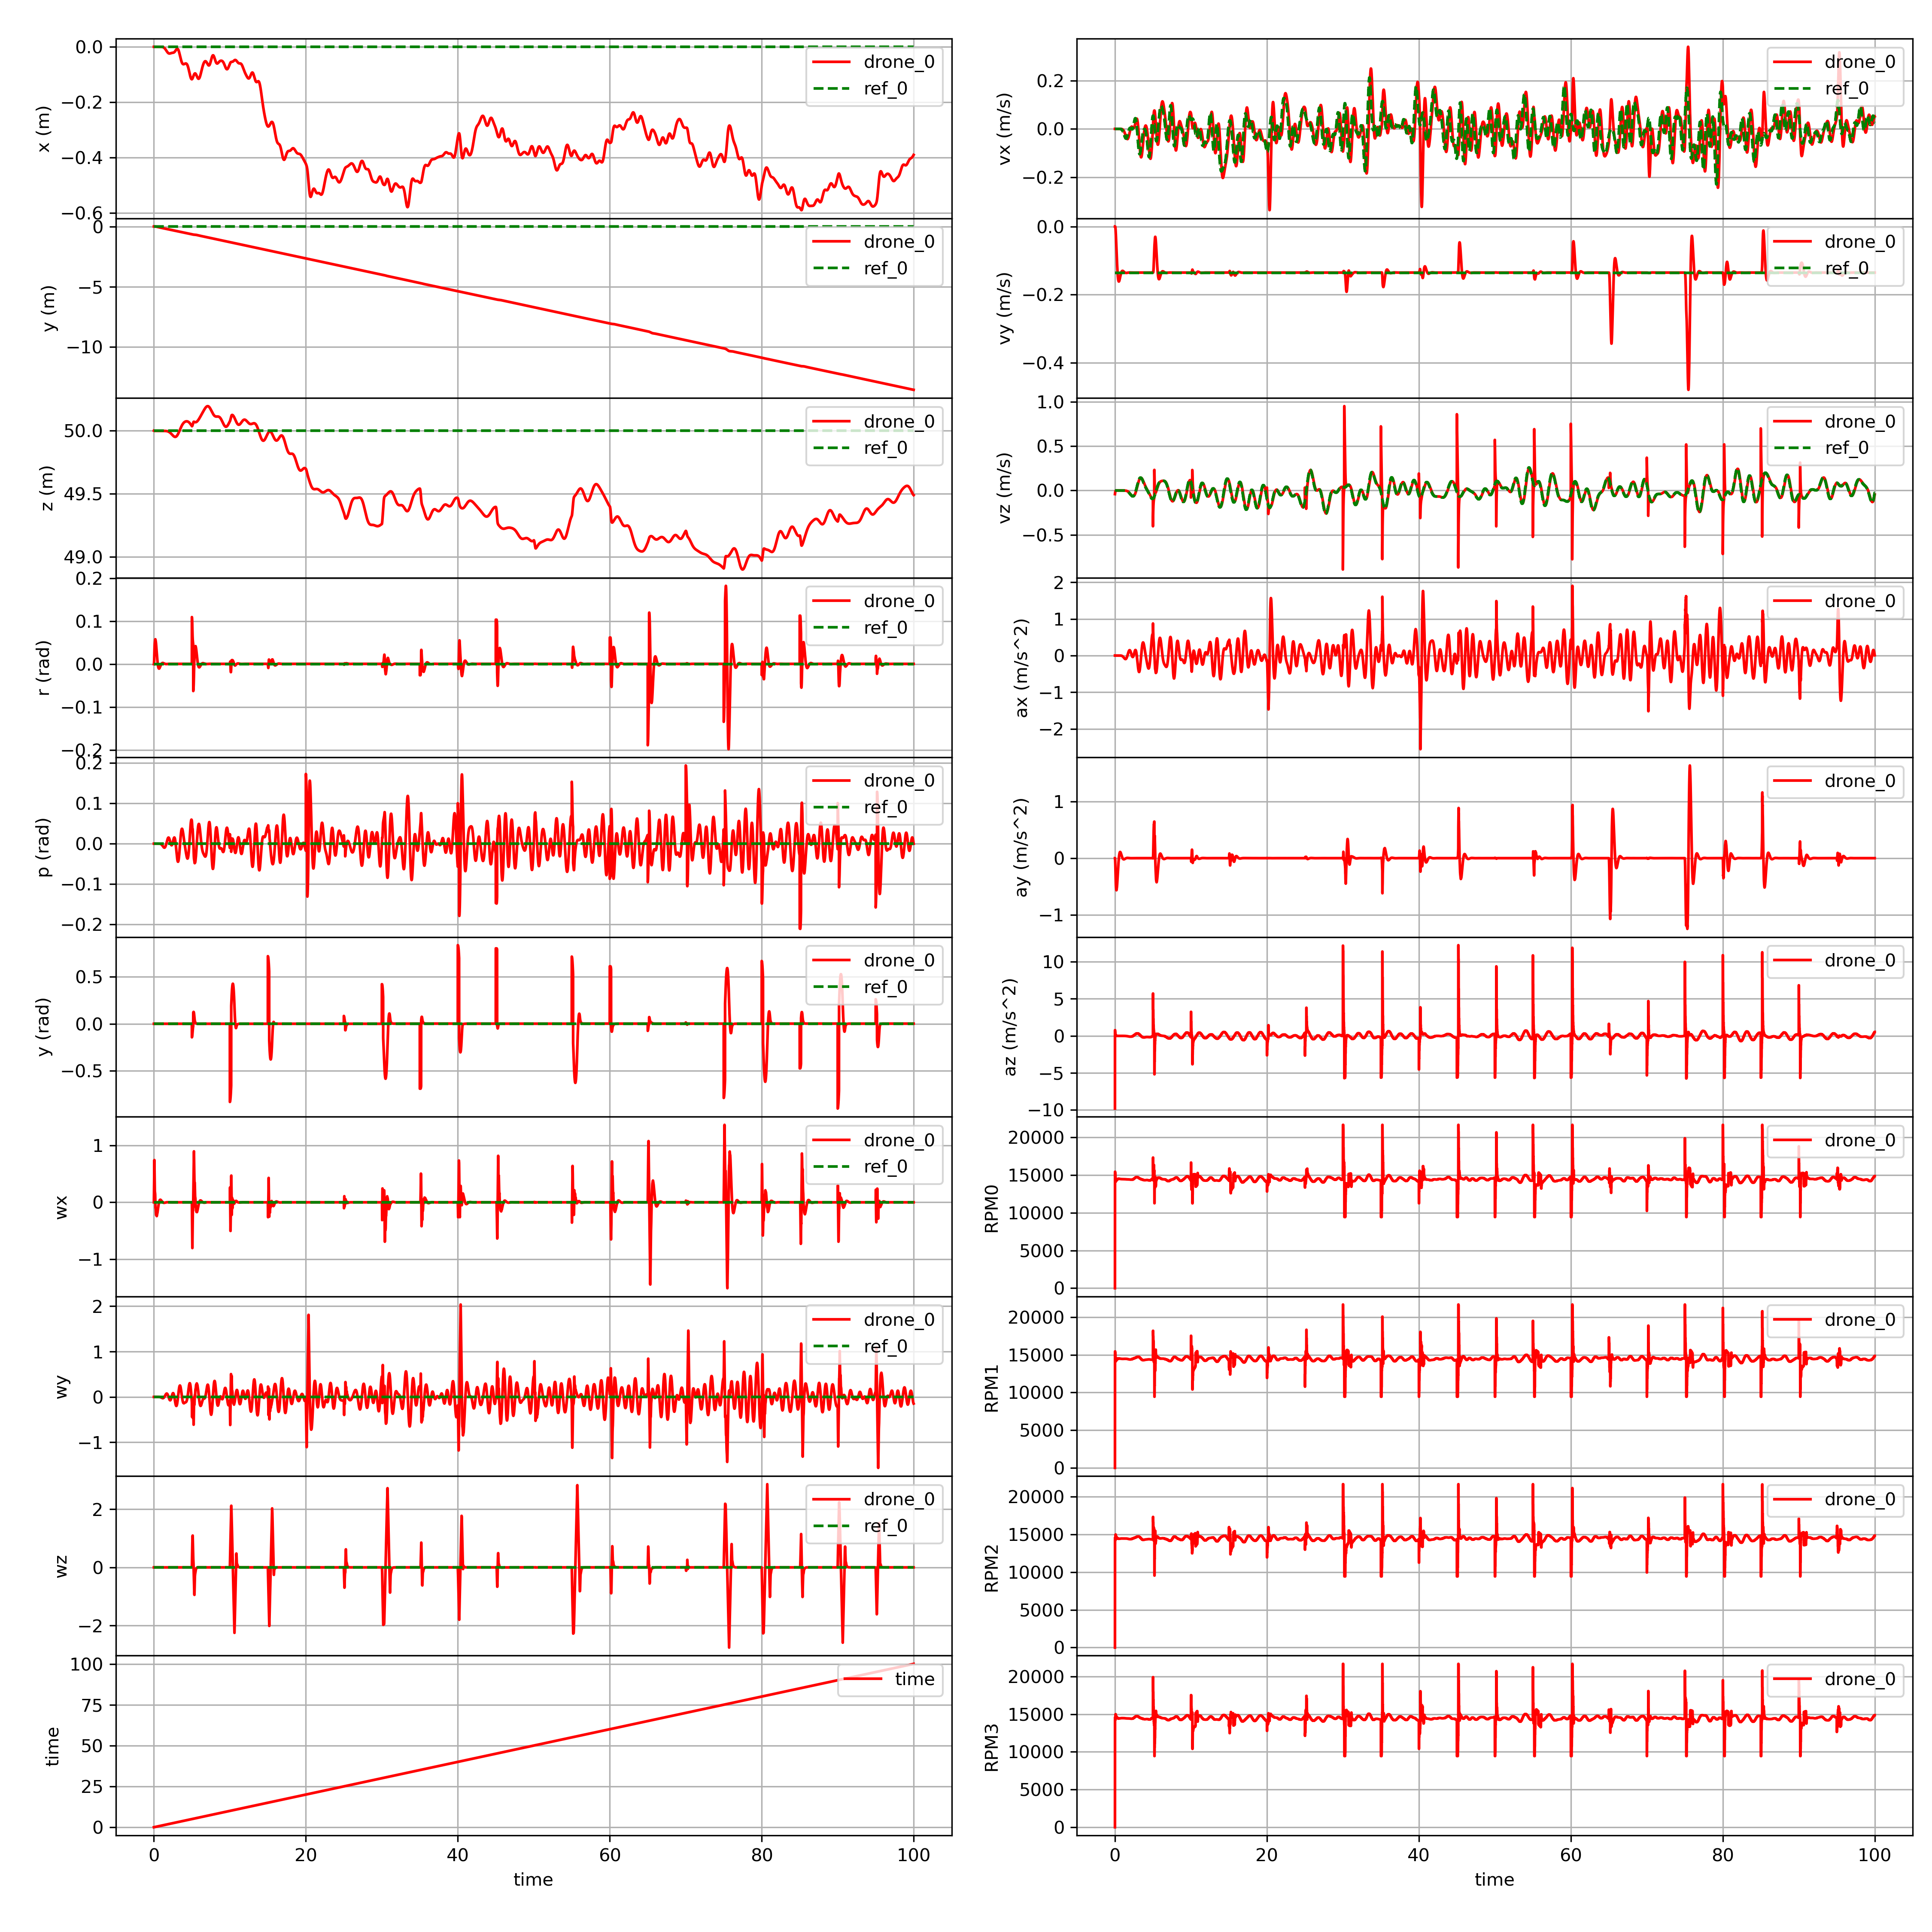 0.0
−0.2
−0.4
−0.6
x (m)
drone_0
ref_0
0
−5
−10
y (m)
drone_0
ref_0
50.0
49.5
49.0
z (m)
drone_0
ref_0
0.2
0.1
0.0
−0.1
−0.2
r (rad)
drone_0
ref_0
0.2
0.1
0.0
−0.1
−0.2
p (rad)
drone_0
ref_0
0.5
0.0
−0.5
y (rad)
drone_0
ref_0
1
0
−1
wx
drone_0
ref_0
2
1
0
−1
wy
drone_0
ref_0
2
0
−2
wz
drone_0
ref_0
100
75
50
25
0
time
time
0 20 40 60 80 100
time
0.2
0.0
−0.2
vx (m/s)
drone_0
ref_0
0.0
−0.2
−0.4
vy (m/s)
drone_0
ref_0
1.0
0.5
0.0
−0.5
vz (m/s)
drone_0
ref_0
2
1
0
−1
−2
ax (m/s^2)
drone_0
1
0
−1
ay (m/s^2)
drone_0
10
5
0
−5
−10
az (m/s^2)
drone_0
20000
15000
10000
5000
0
RPM0
drone_0
20000
15000
10000
5000
0
RPM1
drone_0
20000
15000
10000
5000
0
RPM2
drone_0
20000
15000
10000
5000
0
RPM3
drone_0
0 20 40 60 80 100
time